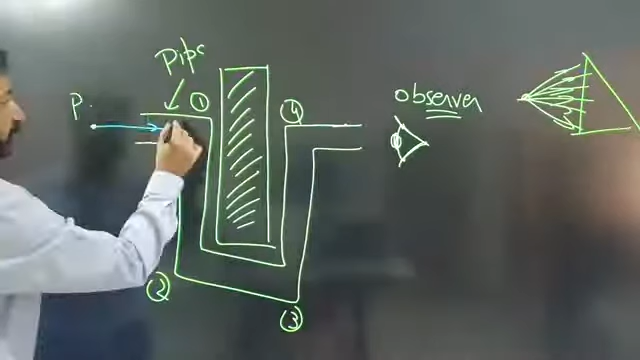 Pipe
P.
①
④
observer
②
③